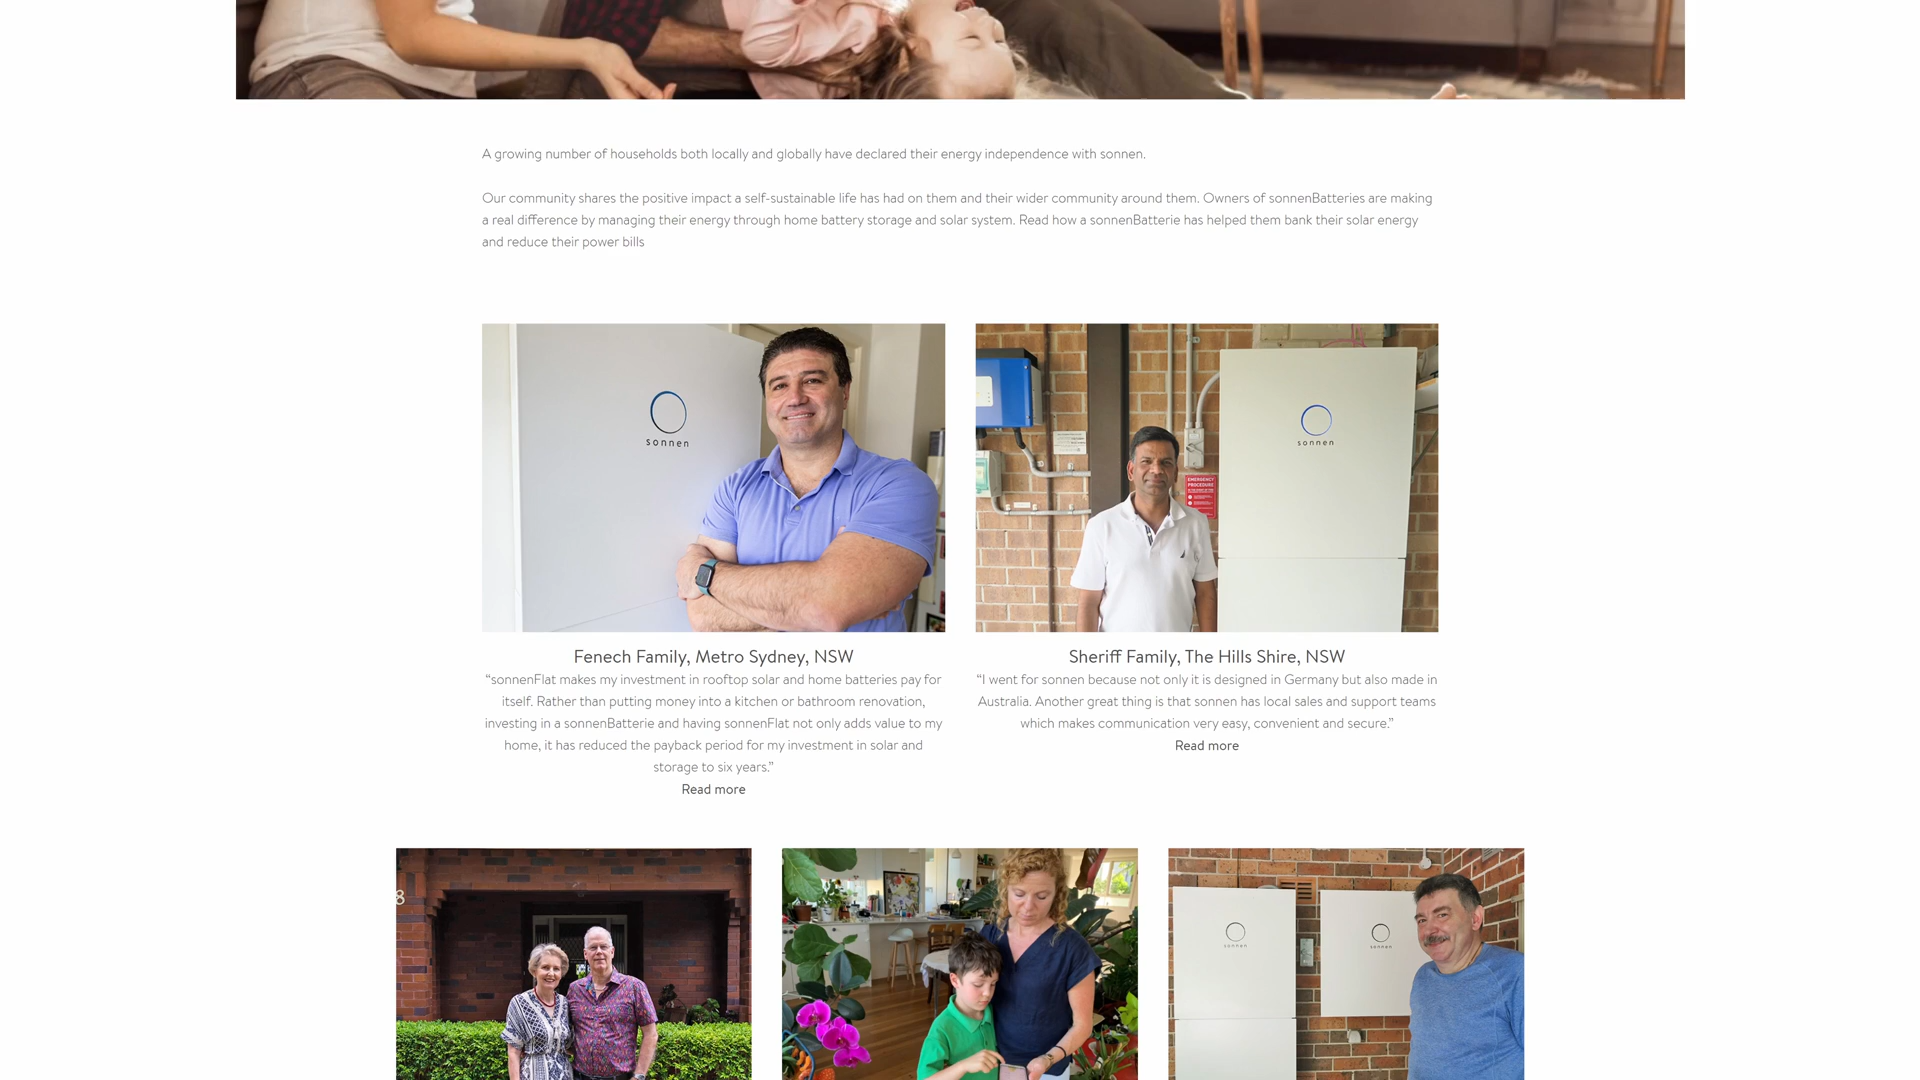 A growing number of households both locally and globally have declared their energy independence with sonnen.
Our community shares the positive impact a self-sustainable life has had on them and their wider community around them. Owners of sonnenBatteries are making
a real difference by managing their energy through home battery storage and solar system. Read how a sonnenBatterie has helped them bank their solar energy
and reduce their power bills
sonnen
sonnen
EMERGENCY
PROCEDURE
Fenech Family, Metro Sydney, NSW
“sonnenFlat makes my investment in rooftop solar and home batteries pay for
itself. Rather than putting money into a kitchen or bathroom renovation,
investing in a sonnenBatterie and having sonnenFlat not only adds value to my
home, it has reduced the payback period for my investment in solar and
storage to six years.”
Read more
Sheriff Family, The Hills Shire, NSW
“I went for sonnen because not only it is designed in Germany but also made in
Australia. Another great thing is that sonnen has local sales and support teams
which makes communication very easy, convenient and secure.”
Read more
8
sonnen
sonnen